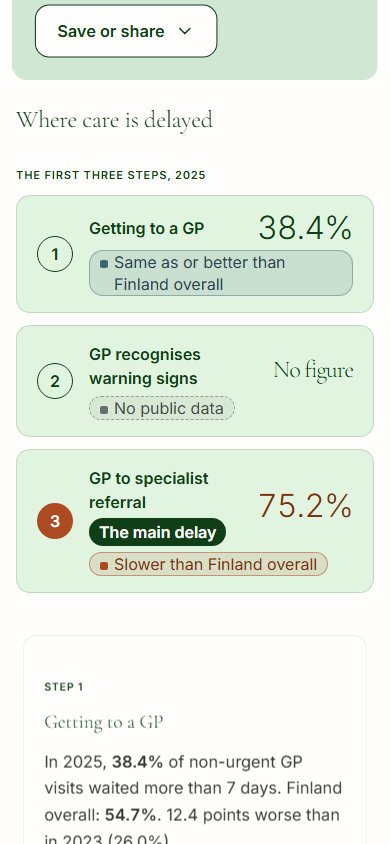 Save or share
Where care is delayed
THE FIRST THREE STEPS, 2025
1
Getting to a GP
38.4%
Same as or better than
Finland overall
2
GP recognises
warning signs
No figure
No public data
3
GP to specialist
referral
75.2%
The main delay
Slower than Finland overall
STEP 1
Getting to a GP
In 2025, 38.4% of non-urgent GP
visits waited more than 7 days. Finland
overall: 54.7%. 12.4 points worse than
in 2023 (26.0%)